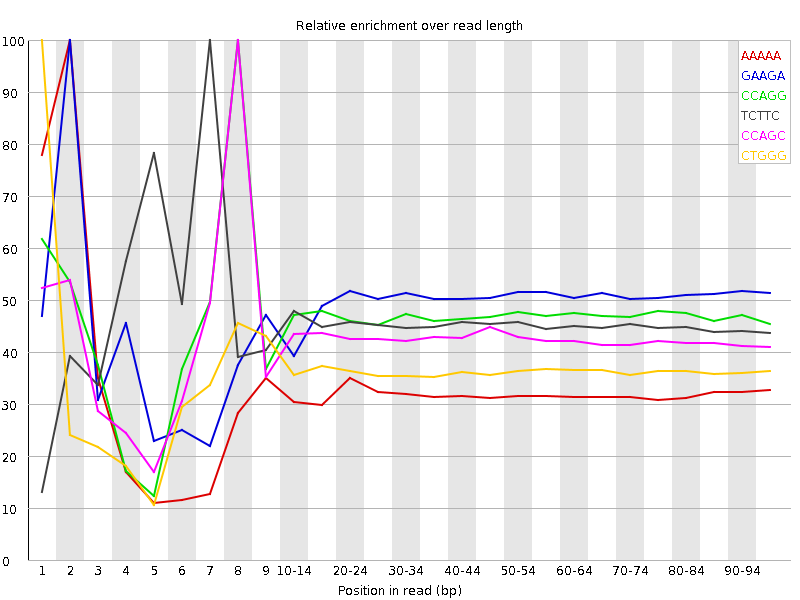 Relative enrichment over read length
100
90
80
70
60
50
40
30
20
10
0
AAAAA
GAAGA
CCAGG
TCTTC
CCAGC
CTGGG
1 2 3 4 5 6 7 8 9 10-14 20-24 30-34 40-44 50-54 60-64 70-74 80-84 90-94
Position in read (bp)